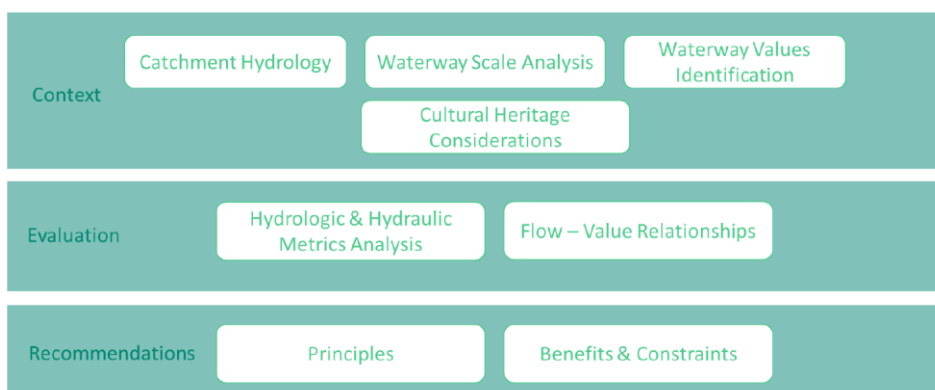 Context
Catchment Hydrology
Waterway Scale Analysis
Waterway Values
Identification
Cultural Heritage
Considerations
Evaluation
Hydrologic & Hydraulic
Metrics Analysis
Flow – Value Relationships
Recommendations
Principles
Benefits & Constraints